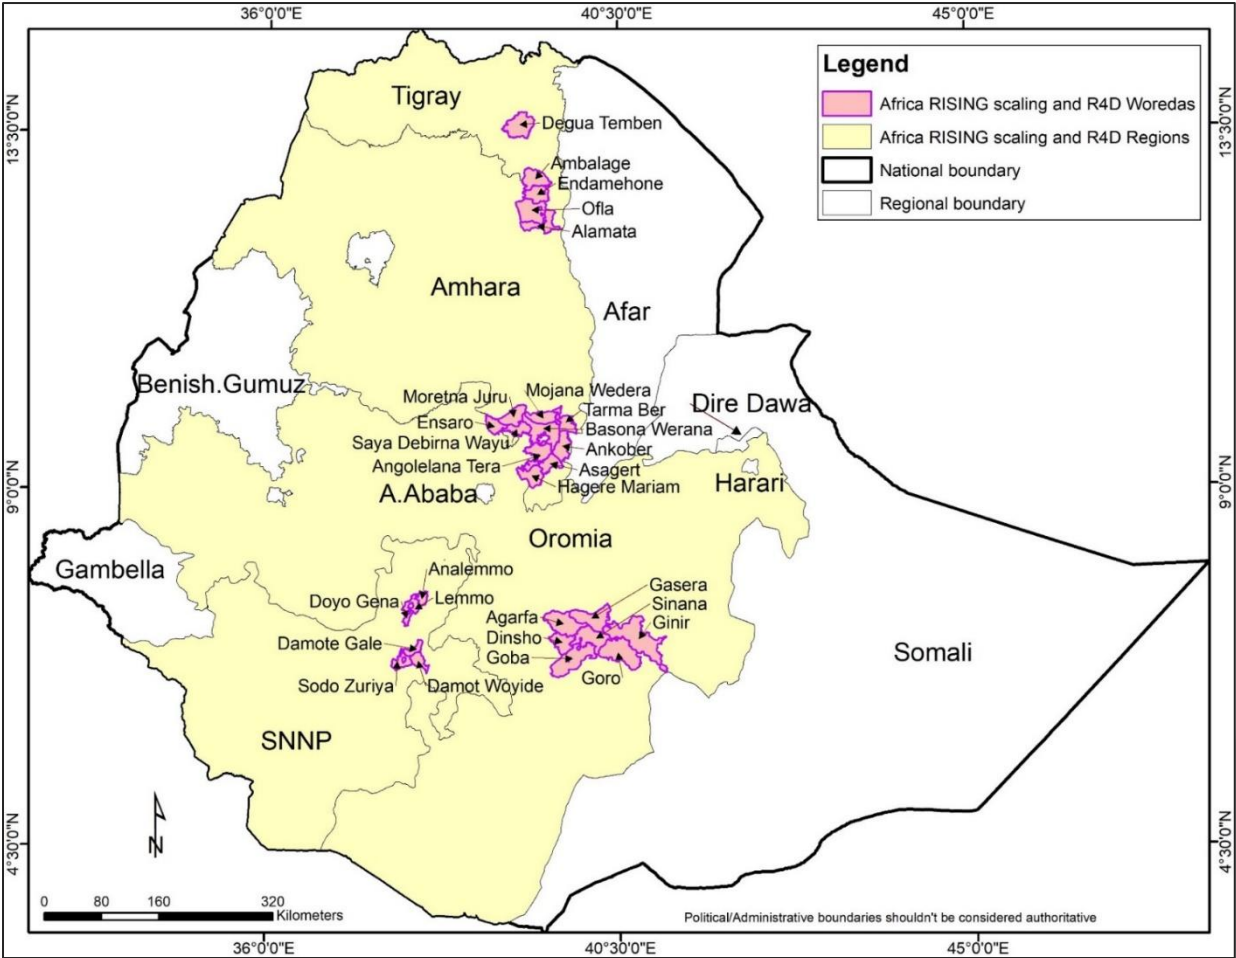 36°0'0"E
40°30'0"E
45°0'0"E
Legend
Africa RISING scaling and R4D Woredas
Africa RISING scaling and R4D Regions
National boundary
Regional boundary
13°30'0"N
13°30'0"N
Tigray
Degua Temben
Ambalage
Endamehone
Ofla
Alamata
Amhara
Afar
Benish.Gumuz
Moretna Juru
Mojana Wedera
Dire Dawa
Ensaro
Tarma Ber
Saya Debirna Wayu
Basona Werana
Angolelana Tera
Ankober
Asagert
Hagere Mariam
A.Ababa
Harari
9°0'0"N
9°0'0"N
Oromia
Gambella
Analemmo
Doyo Gena
Lemmo
Gasera
Sinana
Agarfa
Ginir
Dinsho
Goba
Goro
Damote Gale
Sodo Zuriya
Damot Woyide
Somali
SNNP
N
4°30'0"N
4°30'0"N
0 80 160 320
Kilometers
Political/Administrative boundaries shouldn't be considered authoritative
36°0'0"E
40°30'0"E
45°0'0"E